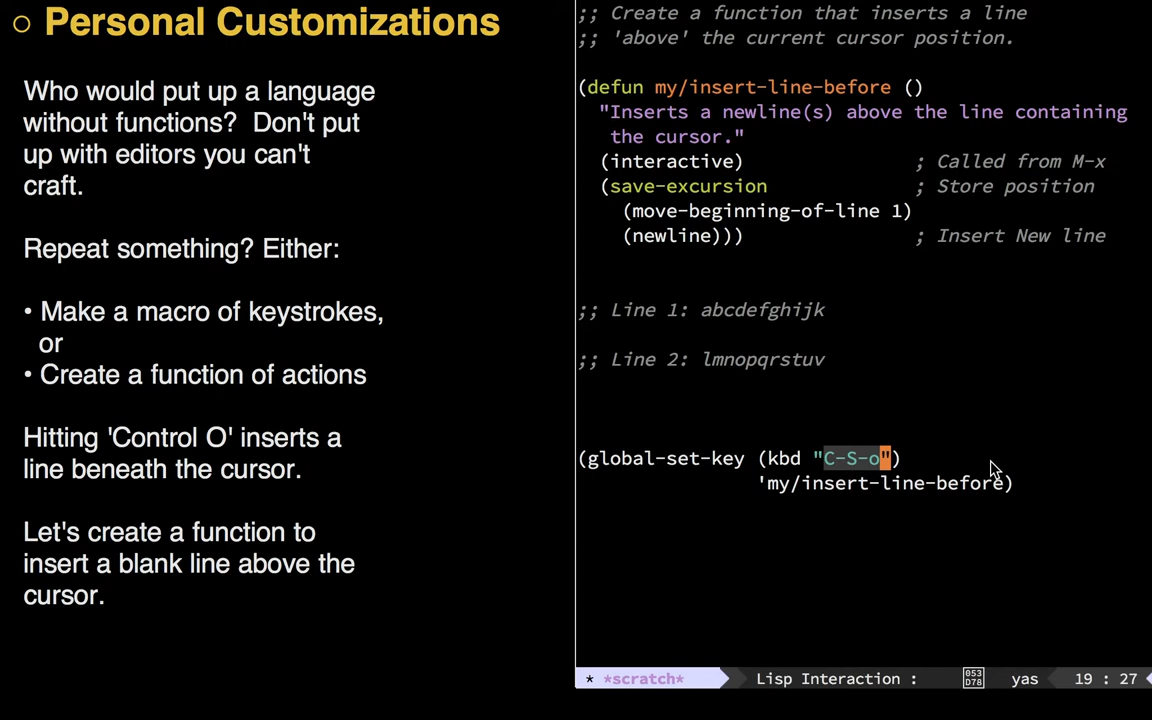 ○ Personal Customizations
Who would put up a language
without functions? Don't put
up with editors you can't
craft.
Repeat something? Either:
• Make a macro of keystrokes,
or
• Create a function of actions
Hitting 'Control O' inserts a
line beneath the cursor.
Let's create a function to
insert a blank line above the
cursor.
;; Create a function that inserts a line
;; 'above' the current cursor position.
(defun my/insert-line-before ()
"Inserts a newline(s) above the line containing
the cursor."
(interactive) ; Called from M-x
(save-excursion ; Store position
(move-beginning-of-line 1)
(newline))) ; Insert New line
;; Line 1: abcdefghijk
;; Line 2: lmnopqrstuv
(global-set-key (kbd "C-S-o")
'my/insert-line-before)
* *scratch* Lisp Interaction : 053 D78 yas 19 : 27